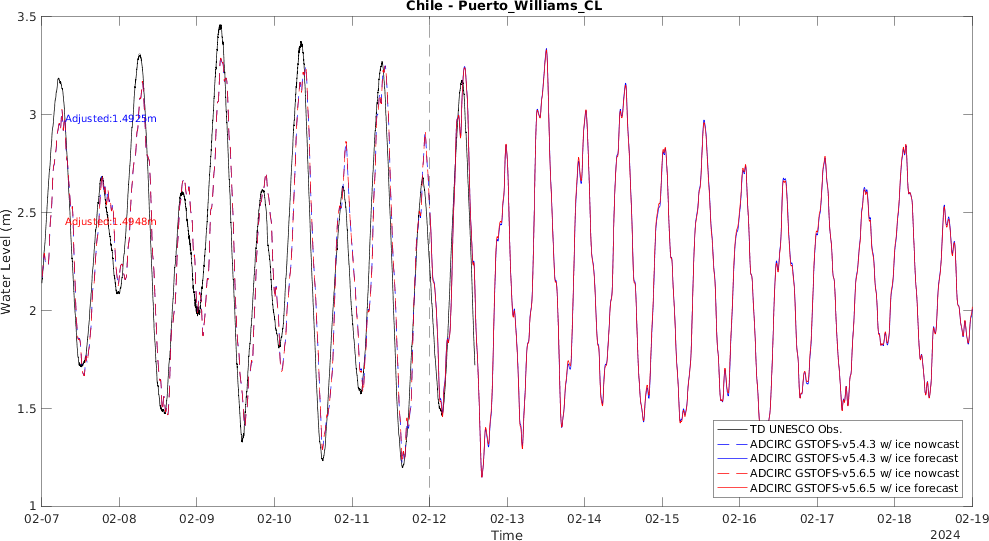 Chile - Puerto_Williams_CL
3.5
3
2.5
2
1.5
1
Water Level (m)
Adjusted:1.4925m
Adjusted:1.4948m
TD UNESCO Obs.
ADCIRC GSTOFS-v5.4.3 w/ ice nowcast
ADCIRC GSTOFS-v5.4.3 w/ ice forecast
ADCIRC GSTOFS-v5.6.5 w/ ice nowcast
ADCIRC GSTOFS-v5.6.5 w/ ice forecast
02-07 02-08 02-09 02-10 02-11 02-12 02-13 02-14 02-15 02-16 02-17 02-18 02-19
Time
2024